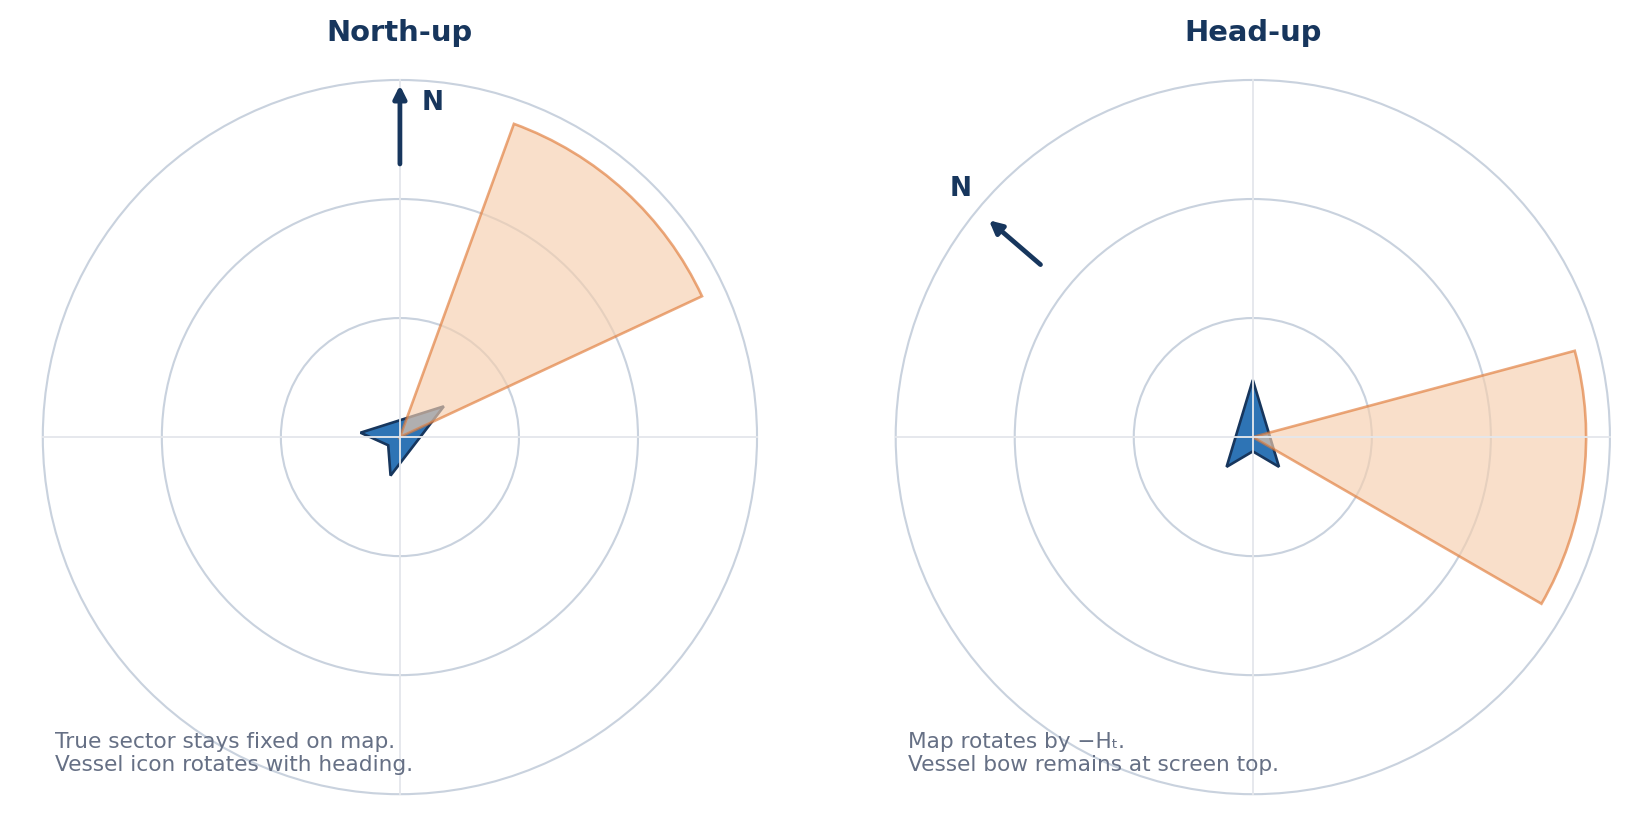 North-up
N
True sector stays fixed on map.
Vessel icon rotates with heading.
Head-up
N
Map rotates by −Hₜ.
Vessel bow remains at screen top.